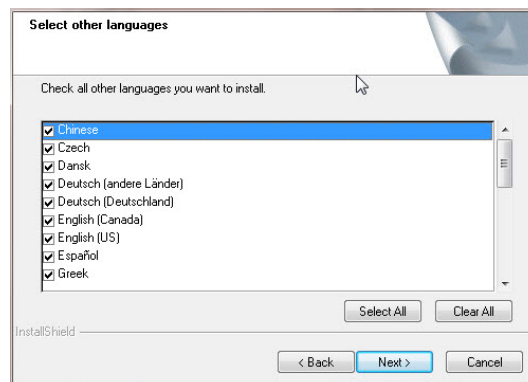 Select other languages
Check all other languages you want to install.
Chinese
Czech
Dansk
Deutsch (andere Länder)
Deutsch (Deutschland)
English (Canada)
English (US)
Español
Greek
Select All
Clear All
InstallShield
< Back
Next >
Cancel